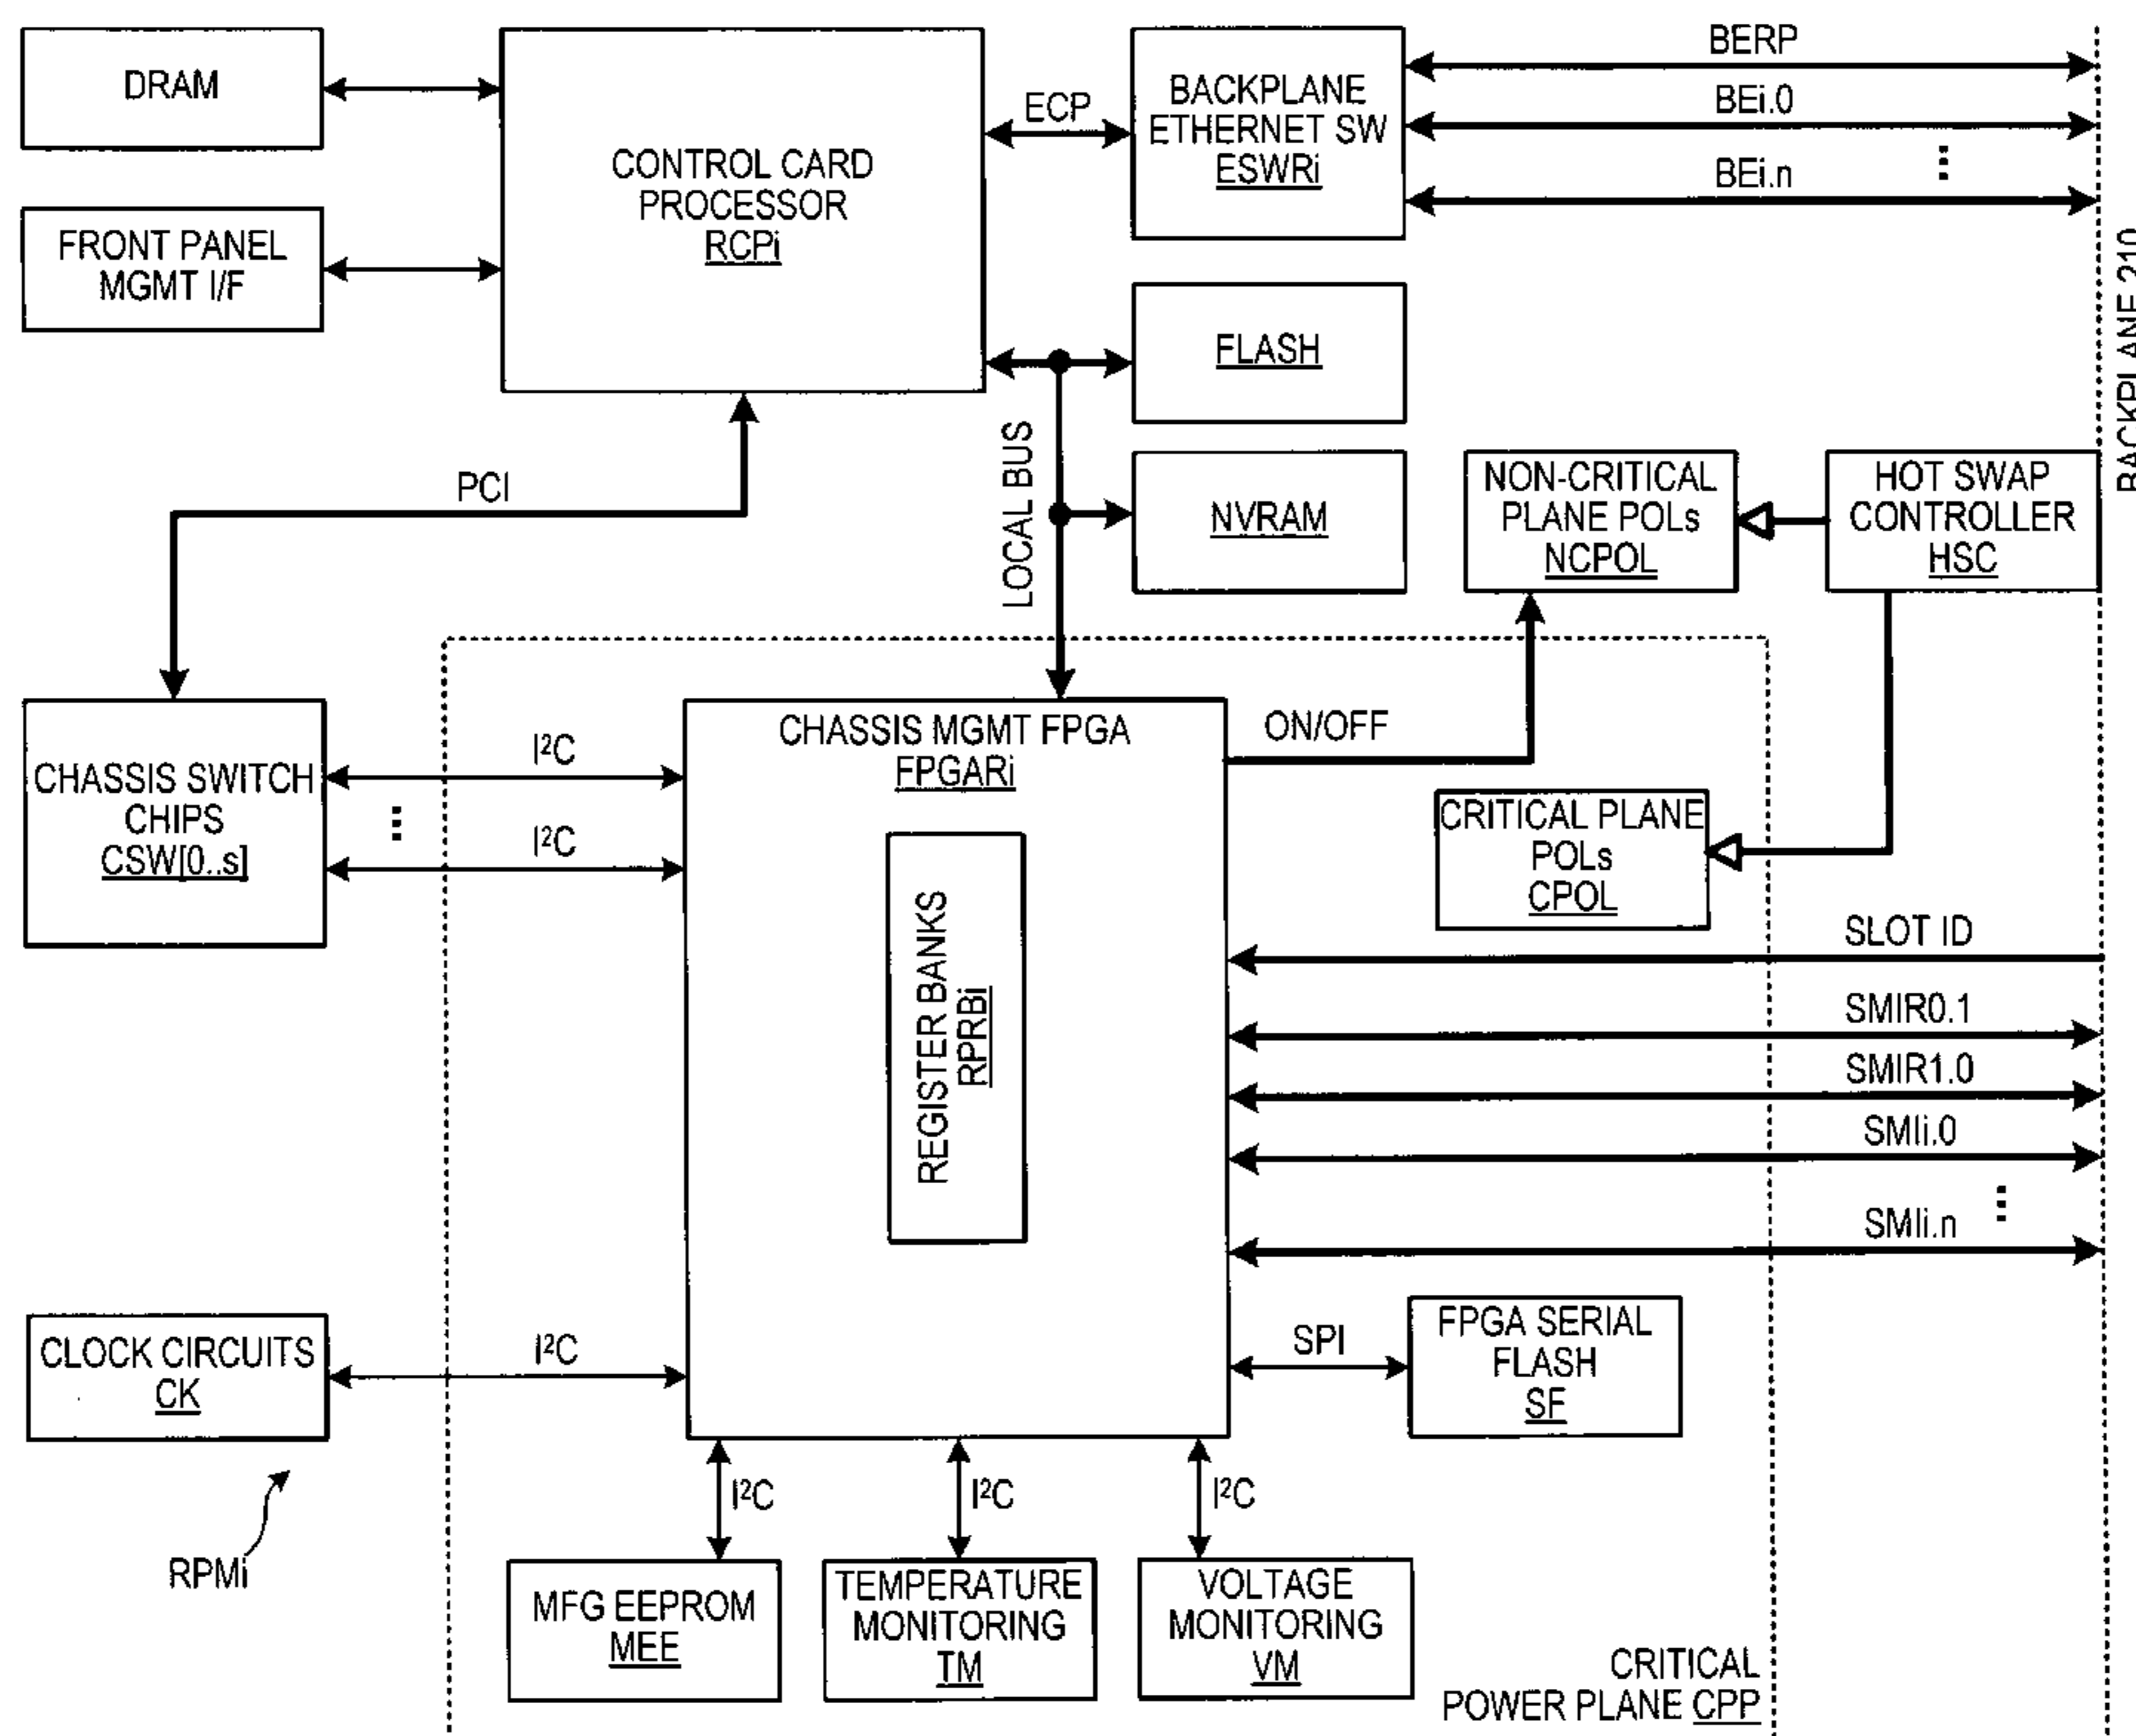 DRAM
FRONT PANEL
MGMT I/F
CONTROL CARD
PROCESSOR
RCPi
ECP
BACKPLANE
ETHERNET SW
ESWRi
BERP
BEi.0
BEi.n
BACKPLANE 210
FLASH
LOCAL BUS
NVRAM
PCI
NON-CRITICAL
PLANE POLs
NCPOL
HOT SWAP
CONTROLLER
HSC
CHASSIS SWITCH
CHIPS
CSW[0..s]
I²C
I²C
CHASSIS MGMT FPGA
FPGARi
REGISTER BANKS
RPRBi
ON/OFF
CRITICAL PLANE
POLs
CPOL
SLOT ID
SMIR0.1
SMIR1.0
SMIi.0
SMIi.n
CLOCK CIRCUITS
CK
I²C
SPI
FPGA SERIAL
FLASH
SF
RPMi
I²C
I²C
I²C
MFG EEPROM
MEE
TEMPERATURE
MONITORING
TM
VOLTAGE
MONITORING
VM
CRITICAL
POWER PLANE CPP